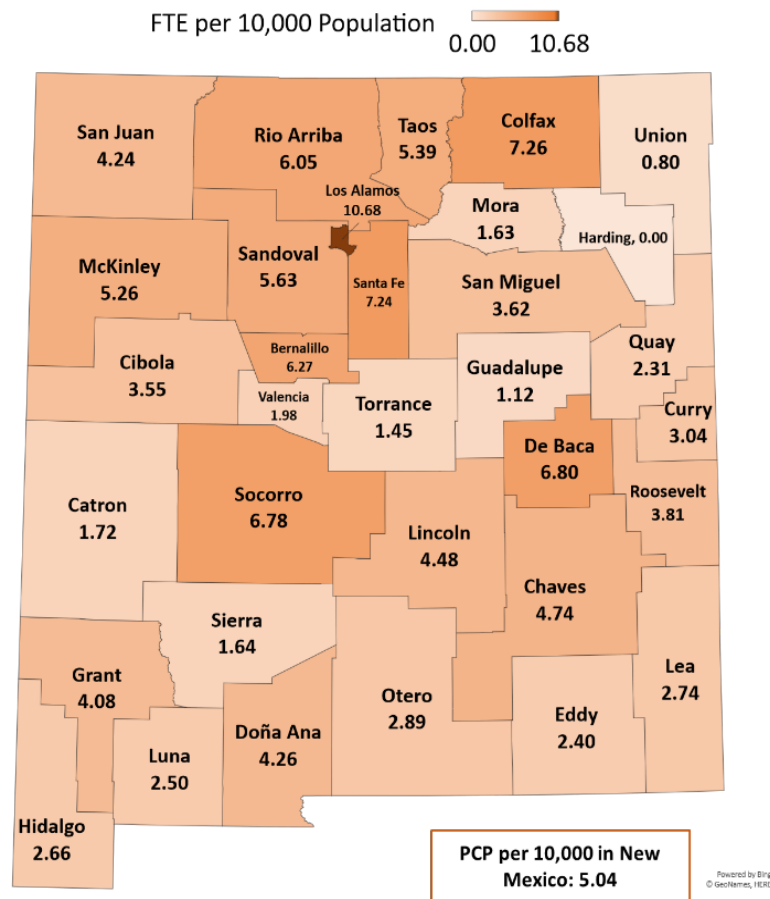 FTE per 10,000 Population
0.00 10.68
San Juan
4.24
Rio Arriba
6.05
Taos
5.39
Colfax
7.26
Union
0.80
Los Alamos
10.68
Mora
1.63
Harding, 0.00
McKinley
5.26
Sandoval
5.63
Santa Fe
7.24
San Miguel
3.62
Quay
2.31
Cibola
3.55
Bernalillo
6.27
Valencia
1.98
Torrance
1.45
Guadalupe
1.12
Curry
3.04
De Baca
6.80
Roosevelt
3.81
Catron
1.72
Socorro
6.78
Lincoln
4.48
Chaves
4.74
Sierra
1.64
Grant
4.08
Otero
2.89
Lea
2.74
Eddy
2.40
Doña Ana
4.26
Luna
2.50
Hidalgo
2.66
PCP per 10,000 in New
Mexico: 5.04
Powered by Bing
© GeoNames,